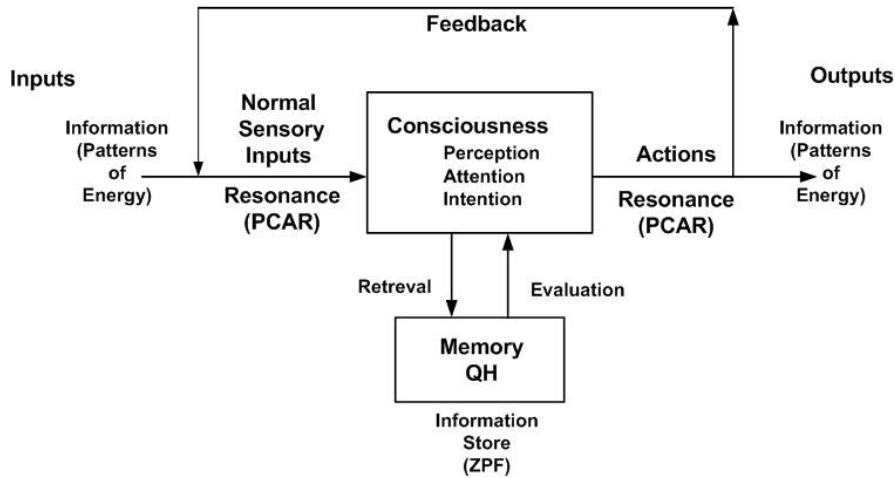 Feedback
Inputs
Outputs
Information
(Patterns
of
Energy)
Normal
Sensory
Inputs
Resonance
(PCAR)
Consciousness
Perception
Attention
Intention
Actions
Resonance
(PCAR)
Information
(Patterns
of
Energy)
Retreval
Evaluation
Memory
QH
Information
Store
(ZPF)